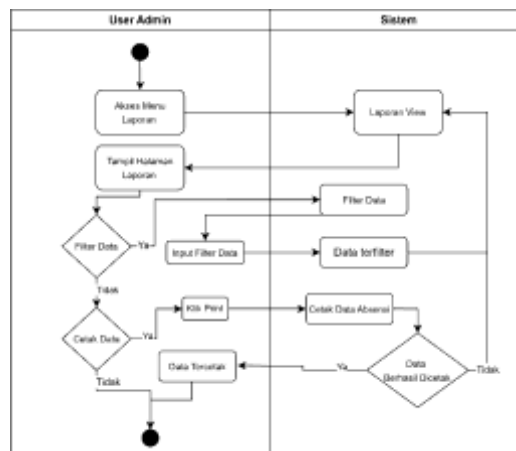 User Admin
Sistem
Akses Menu
Laporan
Laporan View
Tampil Halaman
Laporan
Filter Data
Filter Data
Ya
Input Filter Data
Data terfilter
Tidak
Klik Print
Cetak Data Absensi
Cetak Data
Ya
Data Tercetak
Ya
Data
Berhasil Dicetak
Tidak
Tidak